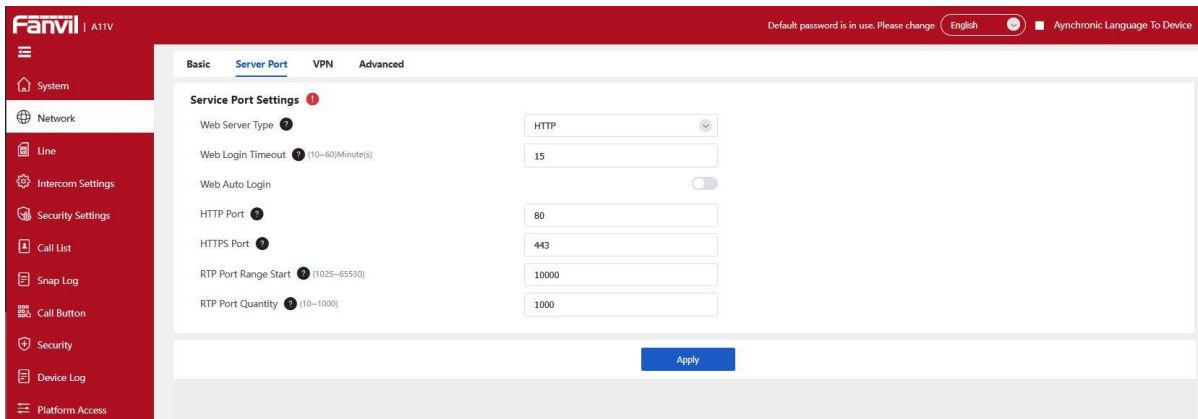 Fanvil | A11V
Default password is in use. Please change English Aynchronic Language To Device
System
Network
Line
Intercom Settings
Security Settings
Call List
Snap Log
Call Button
Security
Device Log
Platform Access
Basic Server Port VPN Advanced
Service Port Settings !
Web Server Type ? HTTP
Web Login Timeout ? (10~60)Minute(s) 15
Web Auto Login
HTTP Port ? 80
HTTPS Port ? 443
RTP Port Range Start ? (1025~65530) 10000
RTP Port Quantity ? (10~1000) 1000
Apply